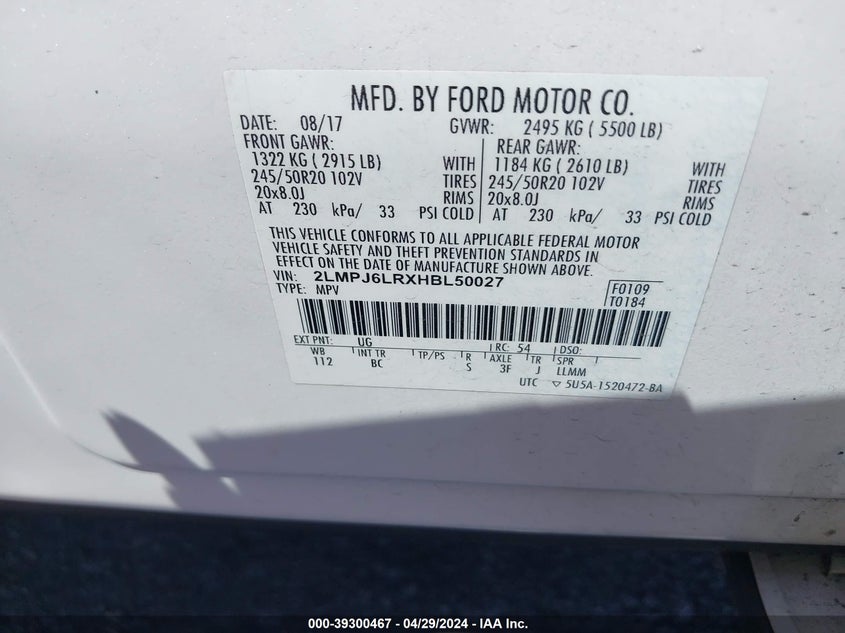 MFD. BY FORD MOTOR CO.
DATE: 08/17 GVWR: 2495 KG ( 5500 LB)
FRONT GAWR: REAR GAWR:
1322 KG ( 2915 LB) WITH 1184 KG ( 2610 LB) WITH
245/50R20 102V TIRES 245/50R20 102V TIRES
20x8.0J RIMS 20x8.0J RIMS
AT 230 kPa/ 33 PSI COLD AT 230 kPa/ 33 PSI COLD
THIS VEHICLE CONFORMS TO ALL APPLICABLE FEDERAL MOTOR
VEHICLE SAFETY AND THEFT PREVENTION STANDARDS IN
EFFECT ON THE DATE OF MANUFACTURE SHOWN ABOVE.
VIN: 2LMPJ6LRXHBL50027 F0109
TYPE: MPV T0184
EXT PNT: UG RC: 54 DSO:
WB INT TR TP/PS R AXLE TR SPR
112 BC S 3F J LLMM
UTC ▽ 5U5A-1520472-BA
000-39300467 - 04/29/2024 - IAA Inc.